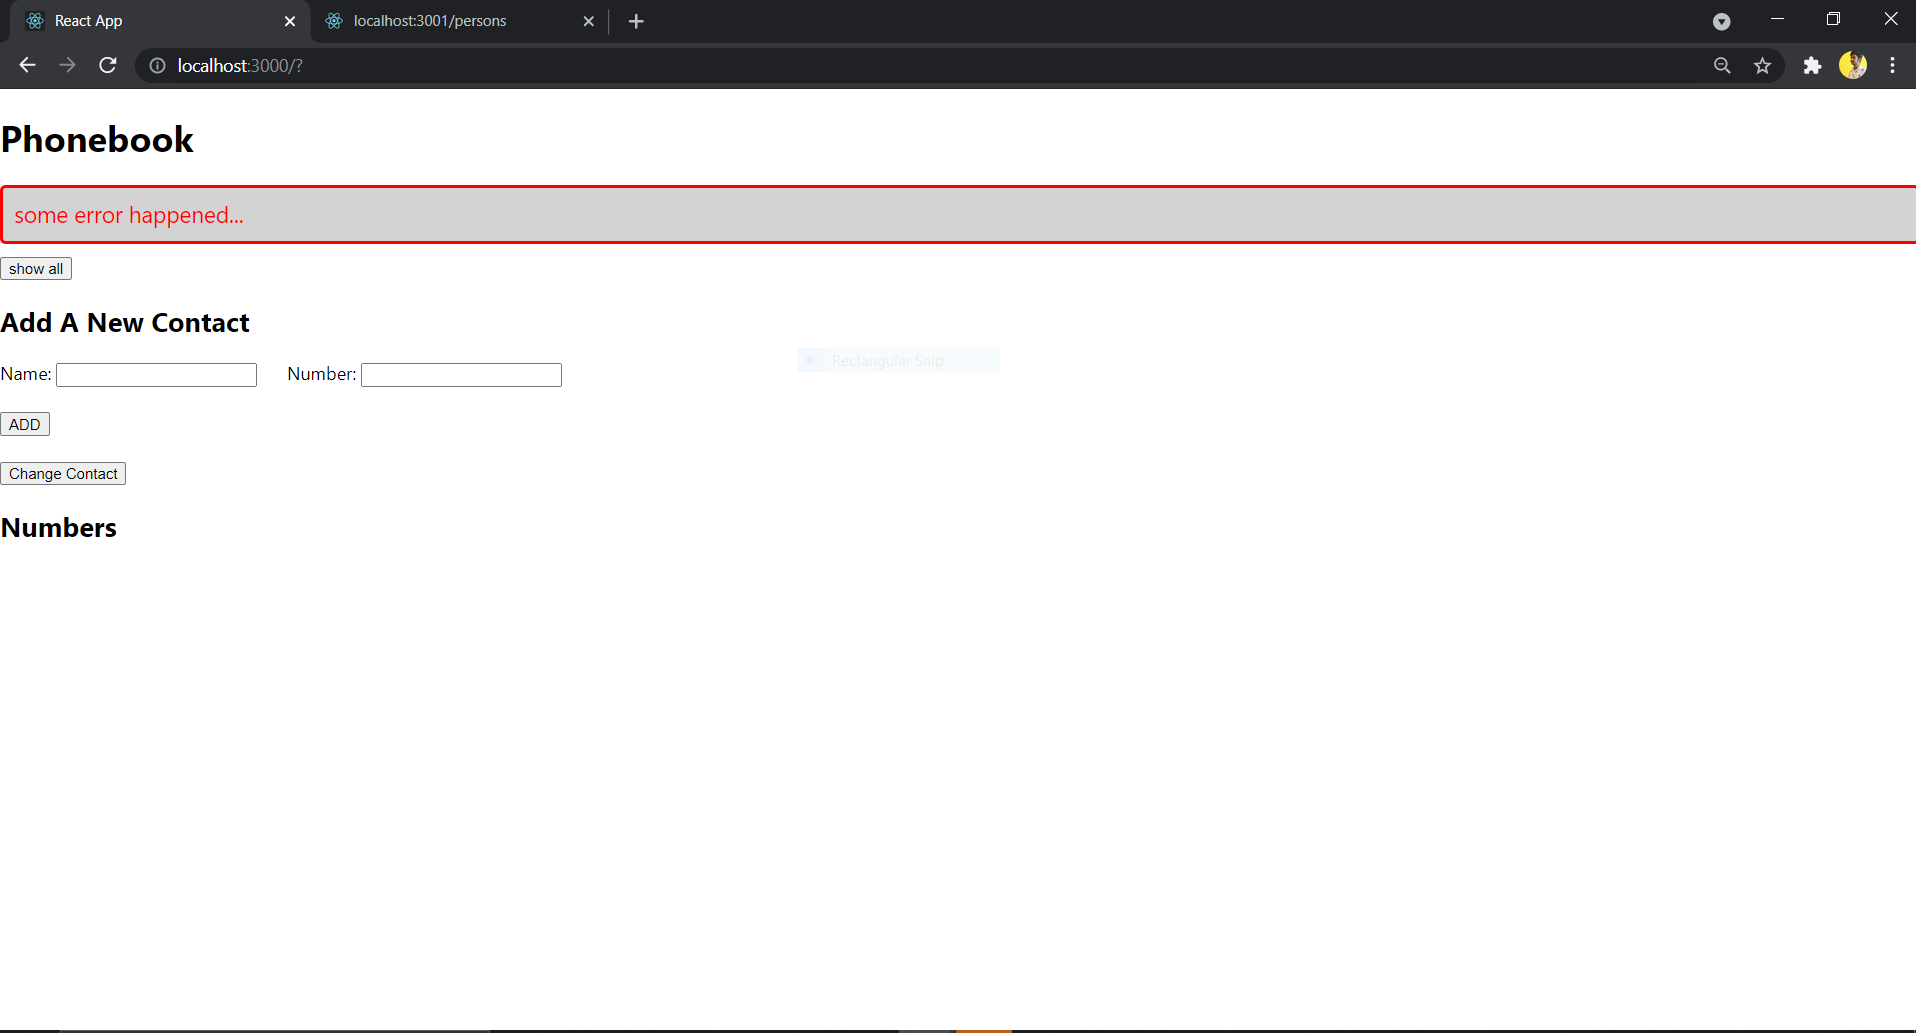 React App
localhost:3001/persons
localhost:3000/?
Phonebook
some error happened...
show all
Add A New Contact
Name:
Number:
Rectangular Snip
ADD
Change Contact
Numbers